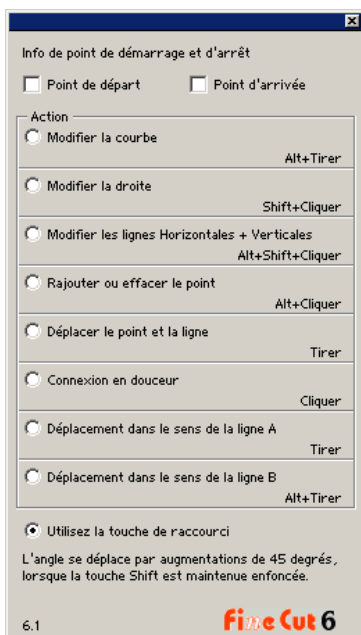 Info de point de démarrage et d'arrêt
Point de départ Point d'arrivée
Action
Modifier la courbe
Alt+Tirer
Modifier la droite
Shift+Cliquer
Modifier les lignes Horizontales + Verticales
Alt+Shift+Cliquer
Rajouter ou effacer le point
Alt+Cliquer
Déplacer le point et la ligne
Tirer
Connexion en douceur
Cliquer
Déplacement dans le sens de la ligne A
Tirer
Déplacement dans le sens de la ligne B
Alt+Tirer
Utilisez la touche de raccourci
L'angle se déplace par augmentations de 45 degrés,
lorsque la touche Shift est maintenue enfoncée.
6.1 Fine Cut 6